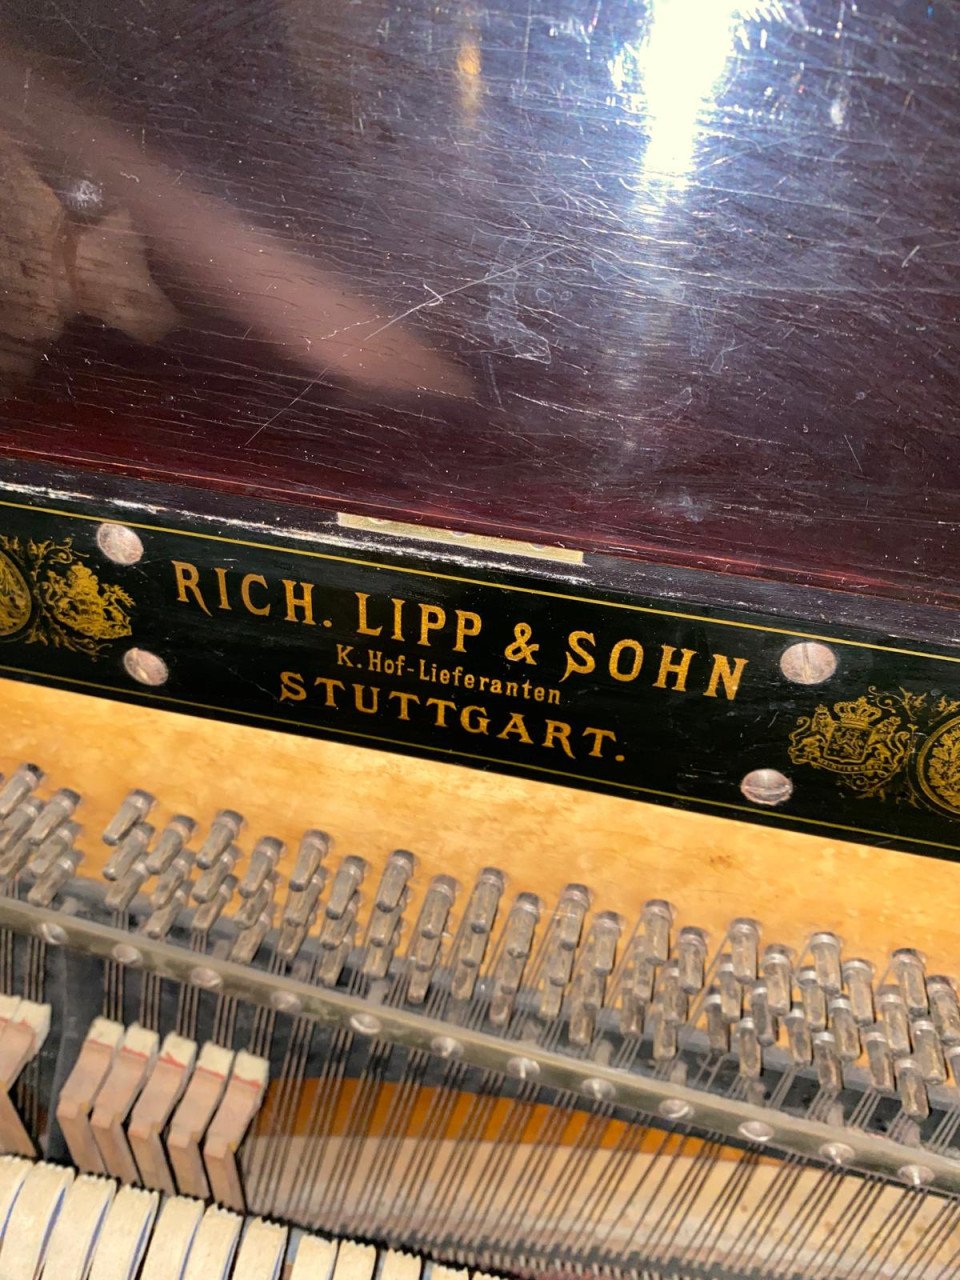 RICH. LIPP & SOHN
K. Hof-Lieferanten
STUTTGART.